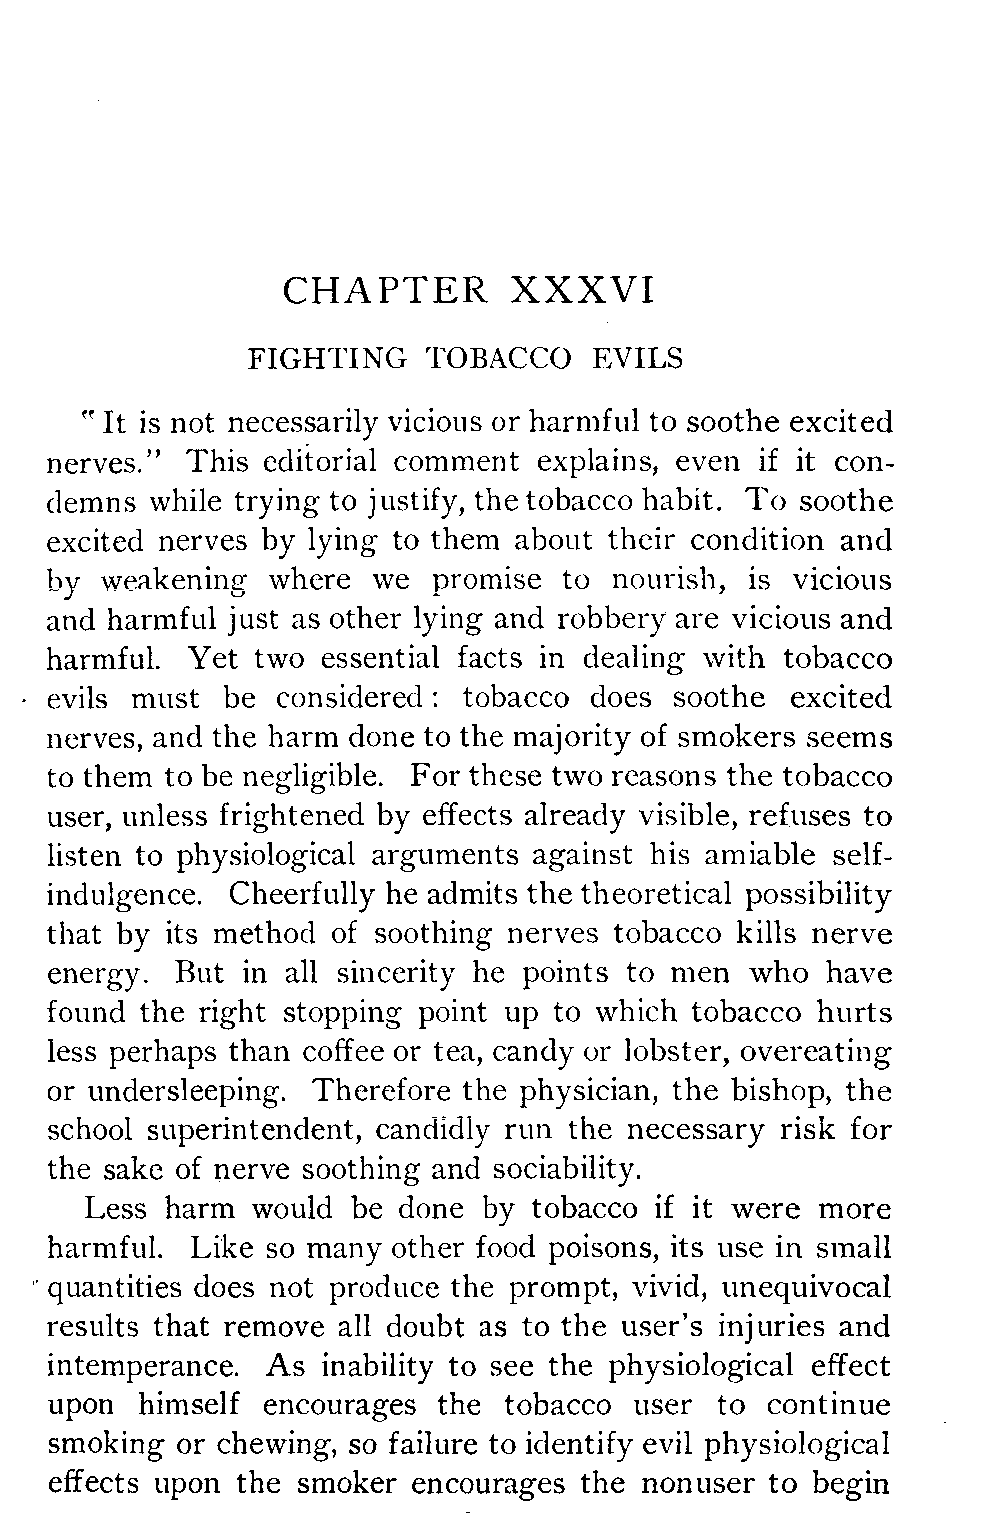 CHAPTER XXXVI
FIGHTING TOBACCO EVILS
" It is not necessarily vicious or harmful to soothe excited
nerves." This editorial comment explains, even if it con-
demns while trying to justify, the tobacco habit. To soothe
excited nerves by lying to them about their condition and
by weakening where we promise to nourish, is vicious
and harmful just as other lying and robbery are vicious and
harmful. Yet two essential facts in dealing with tobacco
evils must be considered : tobacco does soothe excited
nerves, and the harm done to the majority of smokers seems
to them to be negligible. For these two reasons the tobacco
user, unless frightened by effects already visible, refuses to
listen to physiological arguments against his amiable self-
indulgence. Cheerfully he admits the theoretical possibility
that by its method of soothing nerves tobacco kills nerve
energy. But in all sincerity he points to men who have
found the right stopping point up to which tobacco hurts
less perhaps than coffee or tea, candy or lobster, overeating
or undersleeping. Therefore the physician, the bishop, the
school superintendent, candidly run the necessary risk for
the sake of nerve soothing and sociability.
Less harm would be done by tobacco if it were more
harmful. Like so many other food poisons, its use in small
quantities does not produce the prompt, vivid, unequivocal
results that remove all doubt as to the user's injuries and
intemperance. As inability to see the physiological effect
upon himself encourages the tobacco user to continue
smoking or chewing, so failure to identify evil physiological
effects upon the smoker encourages the nonuser to begin